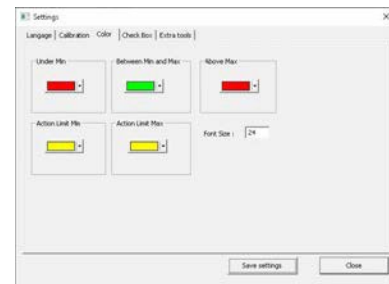 Settings
Langage Calibration Color Check Box Extra tools
Under Min Between Min and Max Above Max
Action Limit Min Action Limit Max
Font Size : 24
Save settings Close